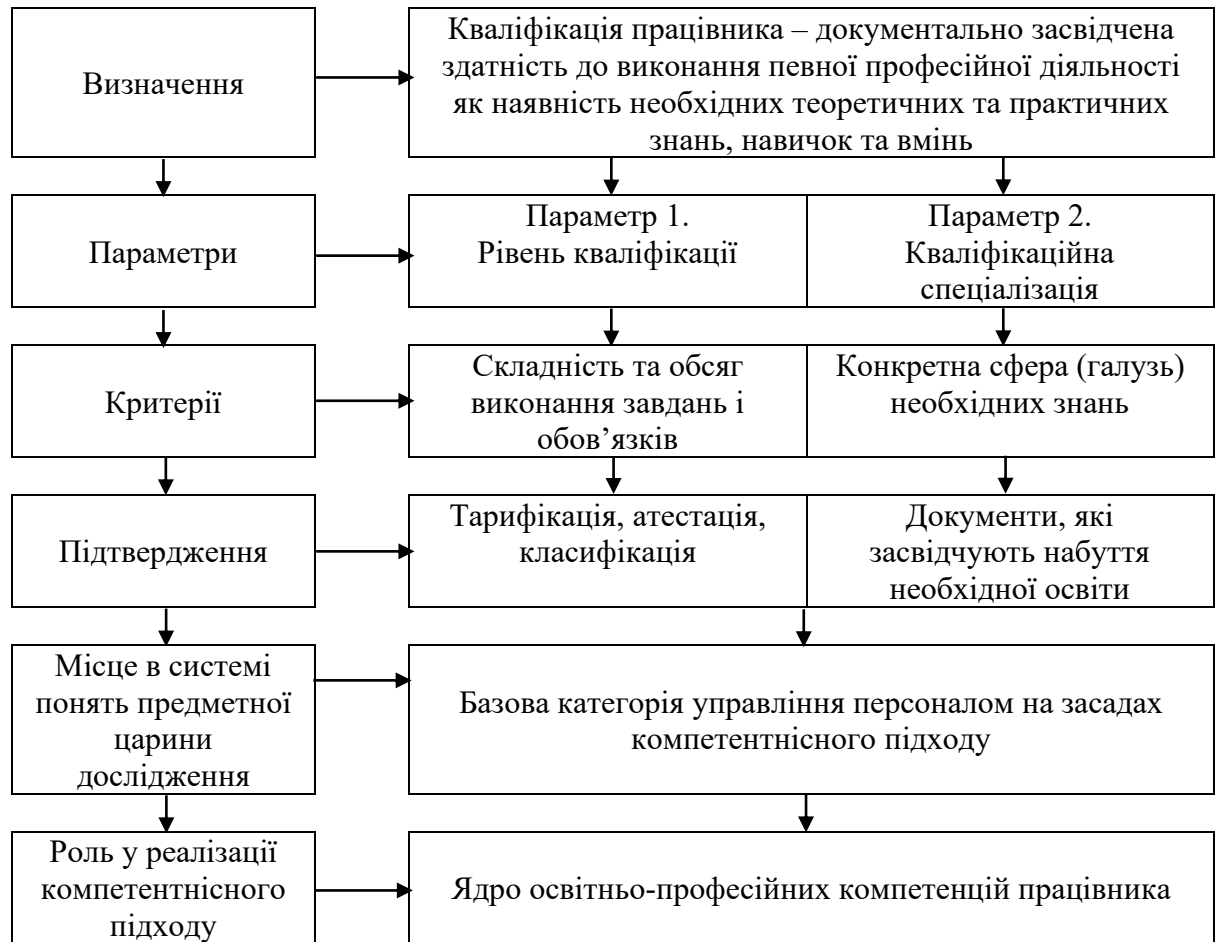 Визначення
Кваліфікація працівника – документально засвідчена
здатність до виконання певної професійної діяльності
як наявність необхідних теоретичних та практичних
знань, навичок та вмінь
Параметри
Параметр 1.
Рівень кваліфікації
Параметр 2.
Кваліфікаційна
спеціалізація
Критерії
Складність та обсяг
виконання завдань і
обов’язків
Конкретна сфера (галузь)
необхідних знань
Підтвердження
Тарифікація, атестація,
класифікація
Документи, які
засвідчують набуття
необхідної освіти
Місце в системі
понять предметної
царини
дослідження
Базова категорія управління персоналом на засадах
компетентнісного підходу
Роль у реалізації
компетентнісного
підходу
Ядро освітньо-професійних компетенцій працівника